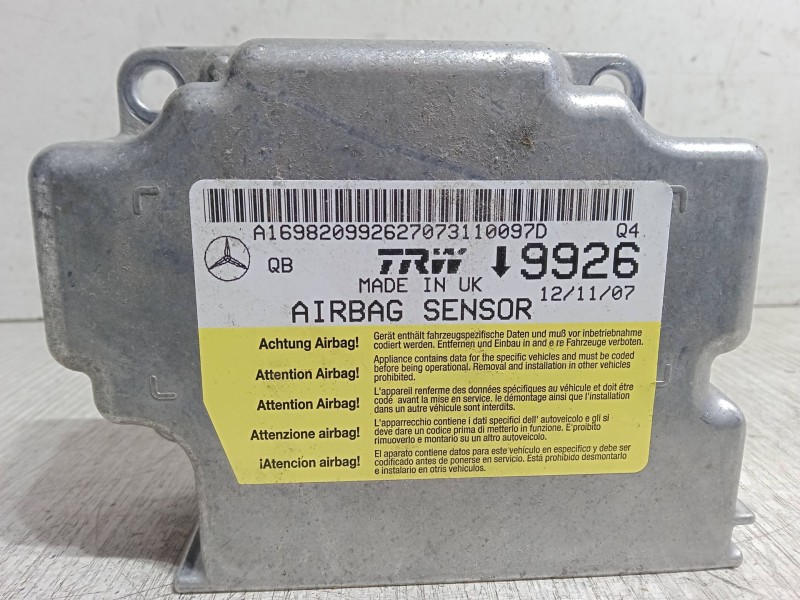 A169820992627073110097D Q4
QB TRW ⬇9926
MADE IN UK 12/11/07
AIRBAG SENSOR
Achtung Airbag! Gerät enthält fahrzeugspezifische Daten und muß vor inbetriebnahme
codiert werden. Entfernen und Einbau in and e re Fahrzeuge verboten.
Attention Airbag! Appliance contains data for the specific vehicles and must be coded
before being operational. Removal and installation in other vehicles
prohibited.
Attention Airbag! L'appareil renferme des données spécifiques au véhicule et doit être
codé avant la mise en service. le démontage ainsi que l'installation
dans un autre véhicule sont interdits.
Attenzione airbag! L'apparrecchio contiene i dati specifici dell' autoveicolo e gli si
deve dare un codice prima di metterlo in funzione. E'proibito
rimuoverlo e montario su un altro autoveicolo.
¡Atencion airbag! El aparato contiene datos para este vehículo en especifico y debe ser
codificado antes de ponerse en servicio. Está prohibido desmontarlo
e instalarlo en otris vehículos.